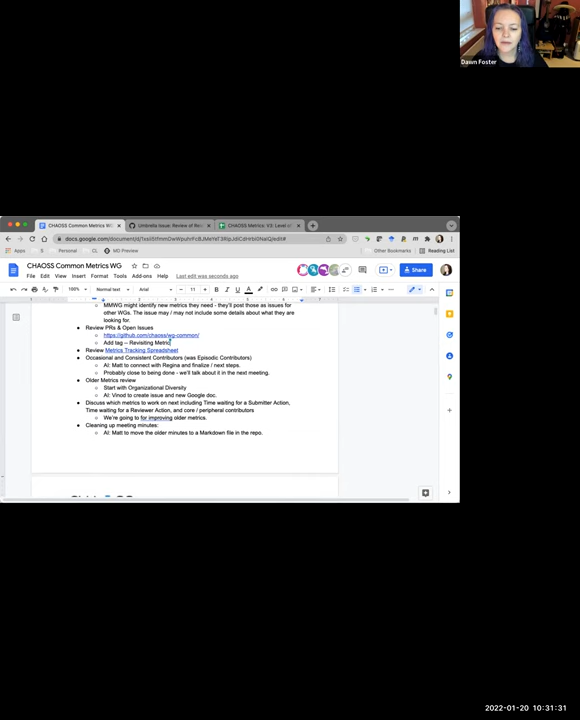 Dawn Foster
CHAOSS Common Metrics WG
Umbrella Issue: Review of Rev
CHAOSS Metrics: V3: Level of
Apps
S
Personal
CL
MD Preview
Other Bookmarks
Reading List
CHAOSS Common Metrics WG
File Edit View Insert Format Tools Add-ons Help
Last edit was seconds ago
Share
100%
Normal text
Arial
11
MMWG might identify new metrics they need - they'll post those as issues for
other WGs. The issue may / may not include some details about what they are
looking for.
Review PRs & Open Issues
https://github.com/chaoss/wg-common/
Add tag -- Revisiting Metric
Review Metrics Tracking Spreadsheet
Occasional and Consistent Contributors (was Episodic Contributors)
AI: Matt to connect with Regina and finalize / next steps.
Probably close to being done - we'll talk about it in the next meeting.
Older Metrics review
Start with Organizational Diversity
AI: Vinod to create issue and new Google doc.
Discuss which metrics to work on next including Time waiting for a Submitter Action,
Time waiting for a Reviewer Action, and core / peripheral contributors
We're going to for improving older metrics.
Cleaning up meeting minutes:
AI: Matt to move the older minutes to a Markdown file in the repo.
2022-01-20 10:31:31